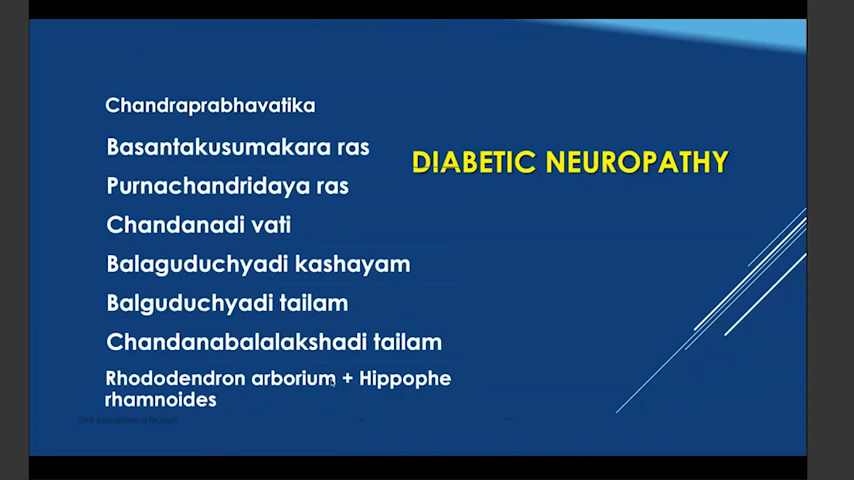 Chandraprabhavatika
Basantakusumakara ras
DIABETIC NEUROPATHY
Purnachandridaya ras
Chandanadi vati
Balaguduchyadi kashayam
Balguduchyadi tailam
Chandanabalalakshadi tailam
Rhododendron arborium + Hippophe
rhamnoides